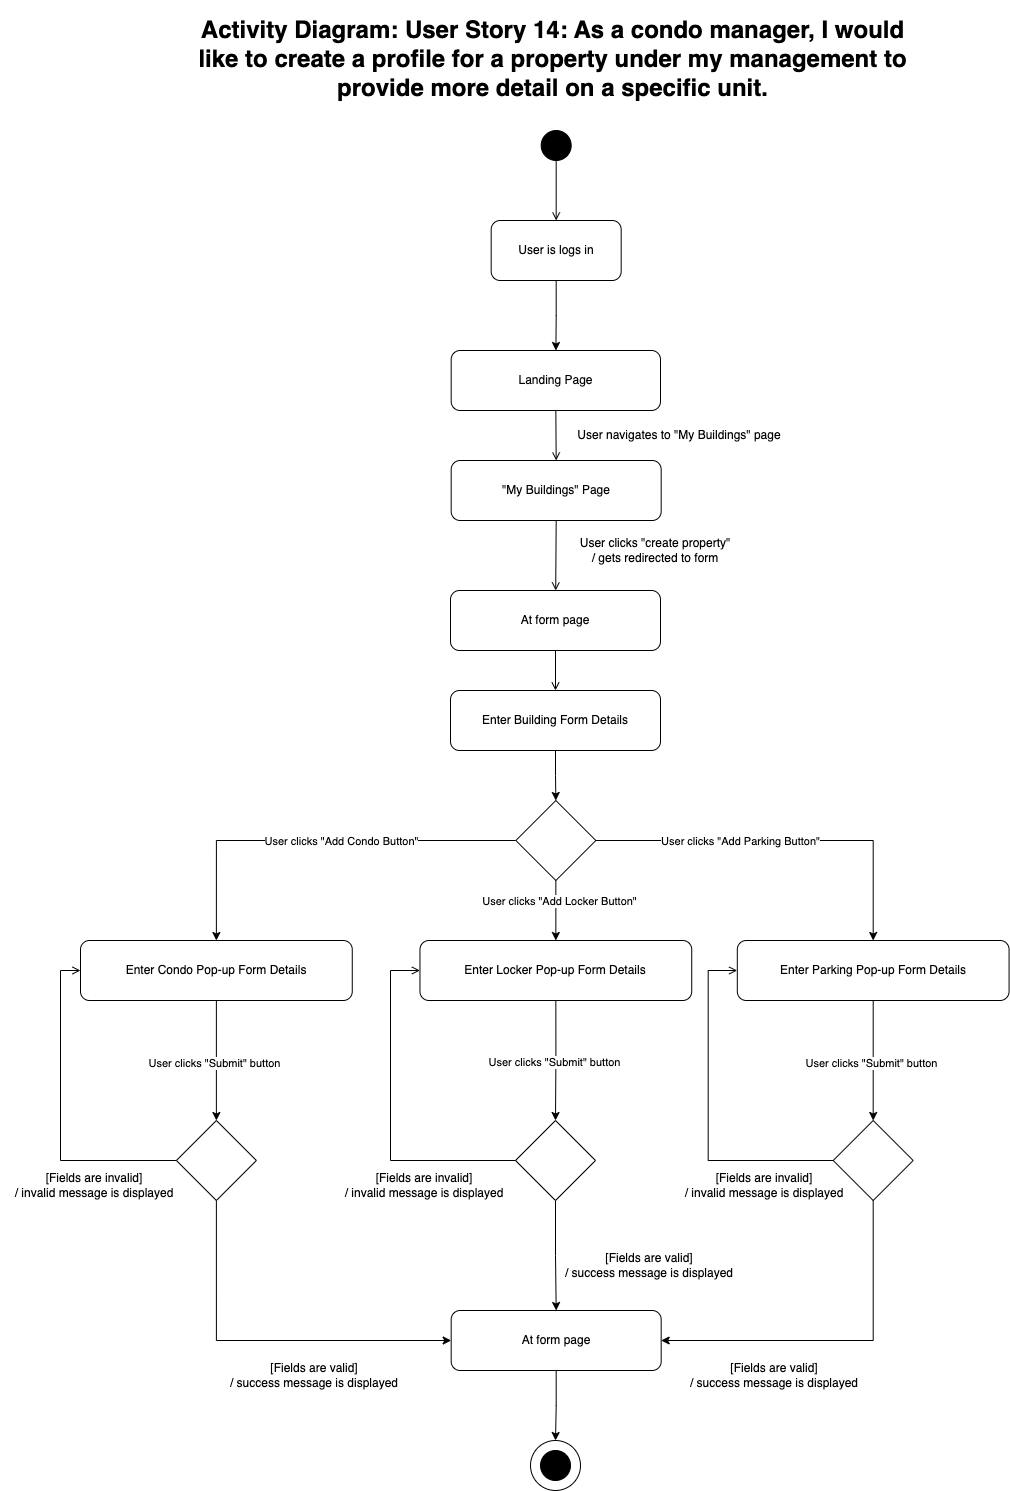 Activity Diagram: User Story 14: As a condo manager, I would
like to create a profile for a property under my management to
provide more detail on a specific unit.
User is logs in
Landing Page
User navigates to "My Buildings" page
"My Buildings" Page
User clicks "create property"
/ gets redirected to form
At form page
Enter Building Form Details
User clicks "Add Condo Button"
User clicks "Add Parking Button"
User clicks "Add Locker Button"
Enter Condo Pop-up Form Details
Enter Locker Pop-up Form Details
Enter Parking Pop-up Form Details
User clicks "Submit" button
User clicks "Submit" button
User clicks "Submit" button
[Fields are invalid]
/ invalid message is displayed
[Fields are invalid]
/ invalid message is displayed
[Fields are invalid]
/ invalid message is displayed
[Fields are valid]
/ success message is displayed
At form page
[Fields are valid]
/ success message is displayed
[Fields are valid]
/ success message is displayed